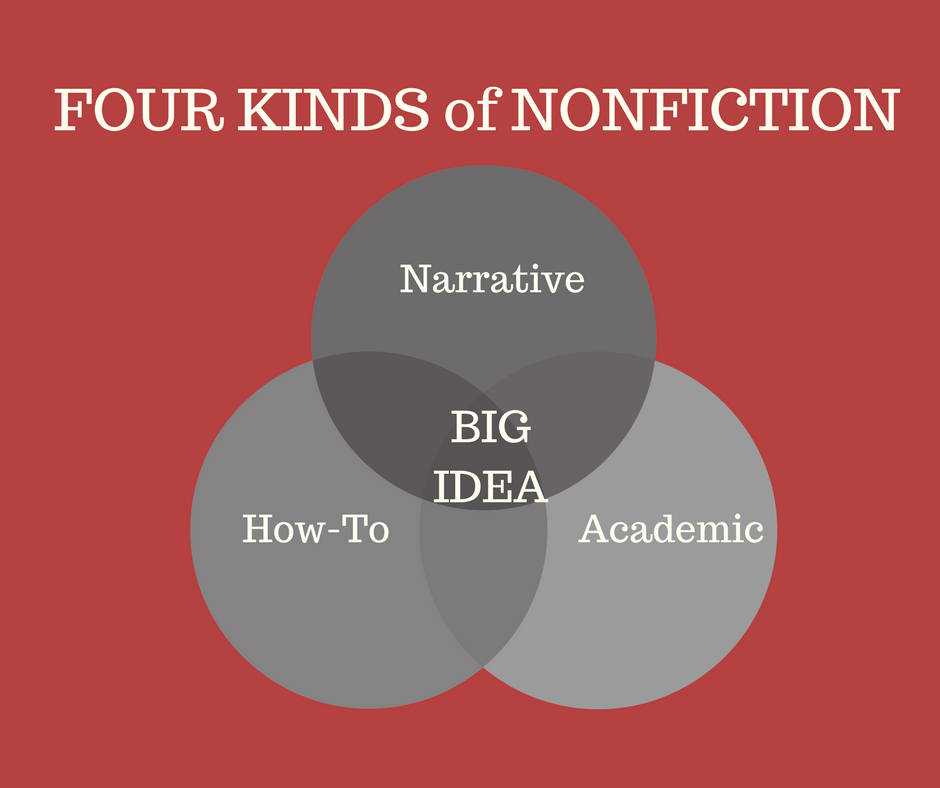 FOUR KINDS of NONFICTION
Narrative
BIG
IDEA
How-To
Academic